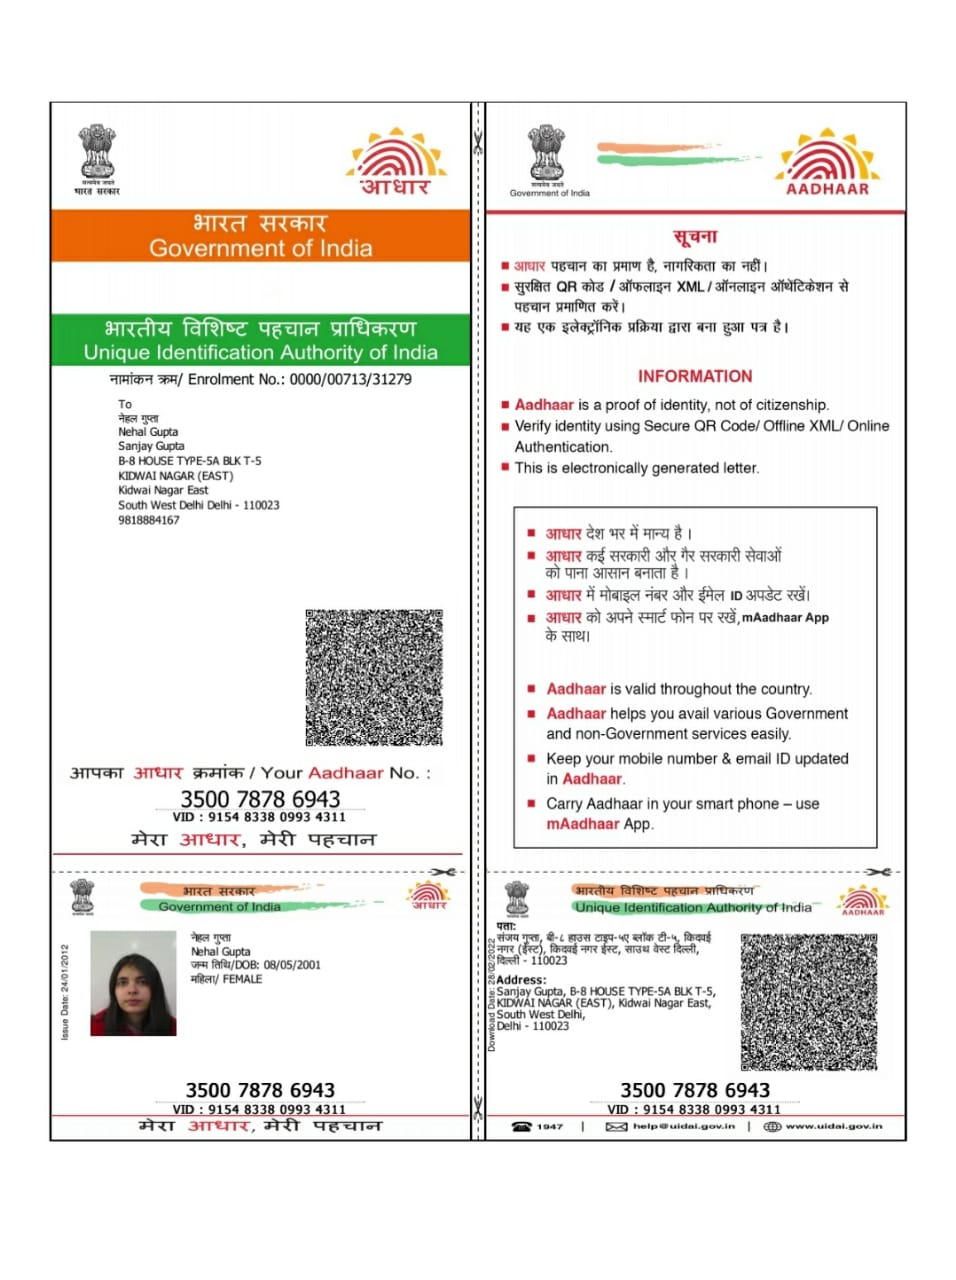 सत्यमेव जयते
भारत सरकार
आधार
भारत सरकार
Government of India
भारतीय विशिष्ट पहचान प्राधिकरण
Unique Identification Authority of India
नामांकन क्रम/ Enrolment No.: 0000/00713/31279
To
नेहल गुप्ता
Nehal Gupta
Sanjay Gupta
B-8 HOUSE TYPE-5A BLK T-5
KIDWAI NAGAR (EAST)
Kidwai Nagar East
South West Delhi Delhi - 110023
9818884167
आपका आधार क्रमांक / Your Aadhaar No. :
3500 7878 6943
VID : 9154 8338 0993 4311
मेरा आधार, मेरी पहचान
सत्यमेव जयते
Government of India
AADHAAR
सूचना
आधार पहचान का प्रमाण है, नागरिकता का नहीं।
सुरक्षित QR कोड / ऑफलाइन XML / ऑनलाइन ऑथेंटिकेशन से
पहचान प्रमाणित करें।
यह एक इलेक्ट्रॉनिक प्रक्रिया द्वारा बना हुआ पत्र है।
INFORMATION
Aadhaar is a proof of identity, not of citizenship.
Verify identity using Secure QR Code/ Offline XML/ Online
Authentication.
This is electronically generated letter.
आधार देश भर में मान्य है ।
आधार कई सरकारी और गैर सरकारी सेवाओं
को पाना आसान बनाता है ।
आधार में मोबाइल नंबर और ईमेल ID अपडेट रखें।
आधार को अपने स्मार्ट फोन पर रखें, mAadhaar App
के साथ।
Aadhaar is valid throughout the country.
Aadhaar helps you avail various Government
and non-Government services easily.
Keep your mobile number & email ID updated
in Aadhaar.
Carry Aadhaar in your smart phone – use
mAadhaar App.
भारत सरकार
Government of India
आधार
Issue Date: 24/01/2012
नेहल गुप्ता
Nehal Gupta
जन्म तिथि/DOB: 08/05/2001
महिला/ FEMALE
3500 7878 6943
VID : 9154 8338 0993 4311
मेरा आधार, मेरी पहचान
भारतीय विशिष्ट पहचान प्राधिकरण
Unique Identification Authority of India
AADHAAR
Download Date: 28/02/2022
पता:
संजय गुप्ता, बी-८ हाउस टाइप-५ए ब्लॉक टी-५, किदवई
नगर (ईस्ट), किदवई नगर ईस्ट, साउथ वेस्ट दिल्ली,
दिल्ली - 110023
Address:
Sanjay Gupta, B-8 HOUSE TYPE-5A BLK T-5,
KIDWAI NAGAR (EAST), Kidwai Nagar East,
South West Delhi,
Delhi - 110023
3500 7878 6943
VID : 9154 8338 0993 4311
1947 | help@uidai.gov.in | www.uidai.gov.in